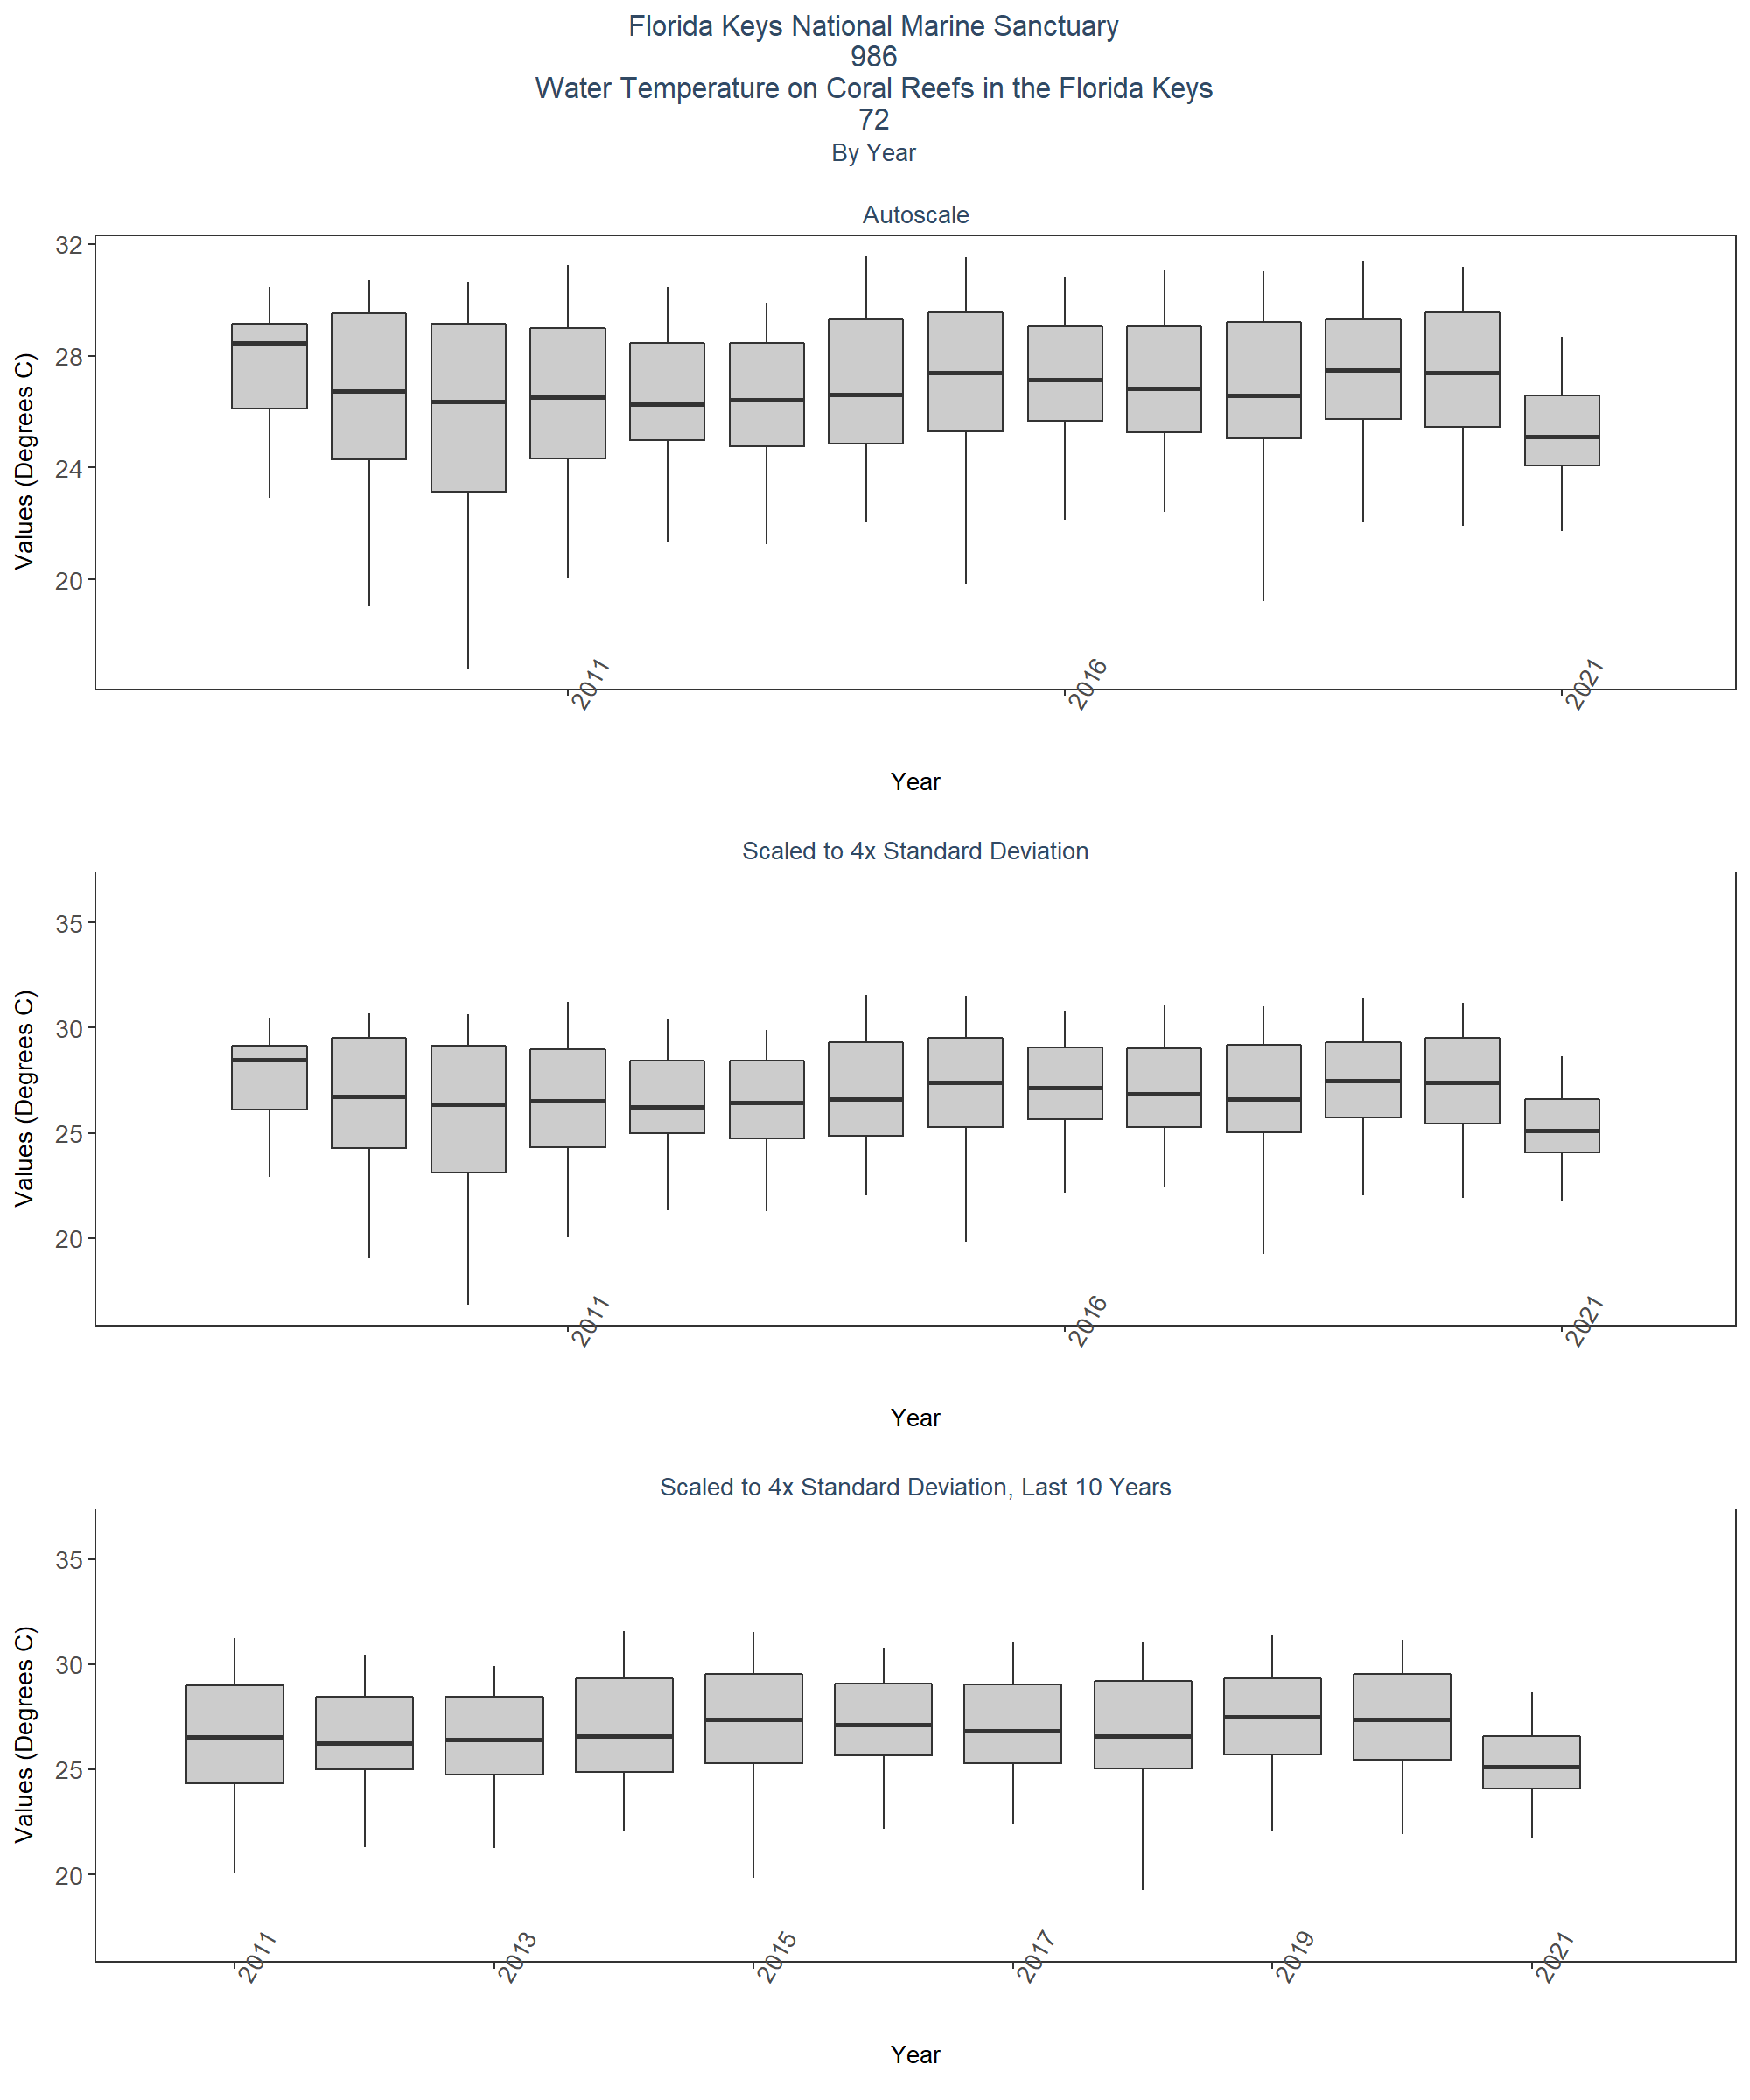 Florida Keys National Marine Sanctuary
986
Water Temperature on Coral Reefs in the Florida Keys
72
By Year
Autoscale
Values (Degrees C)
32
28
24
20
2011
2016
2021
Year
Scaled to 4x Standard Deviation
Values (Degrees C)
35
30
25
20
2011
2016
2021
Year
Scaled to 4x Standard Deviation, Last 10 Years
Values (Degrees C)
35
30
25
20
2011
2013
2015
2017
2019
2021
Year